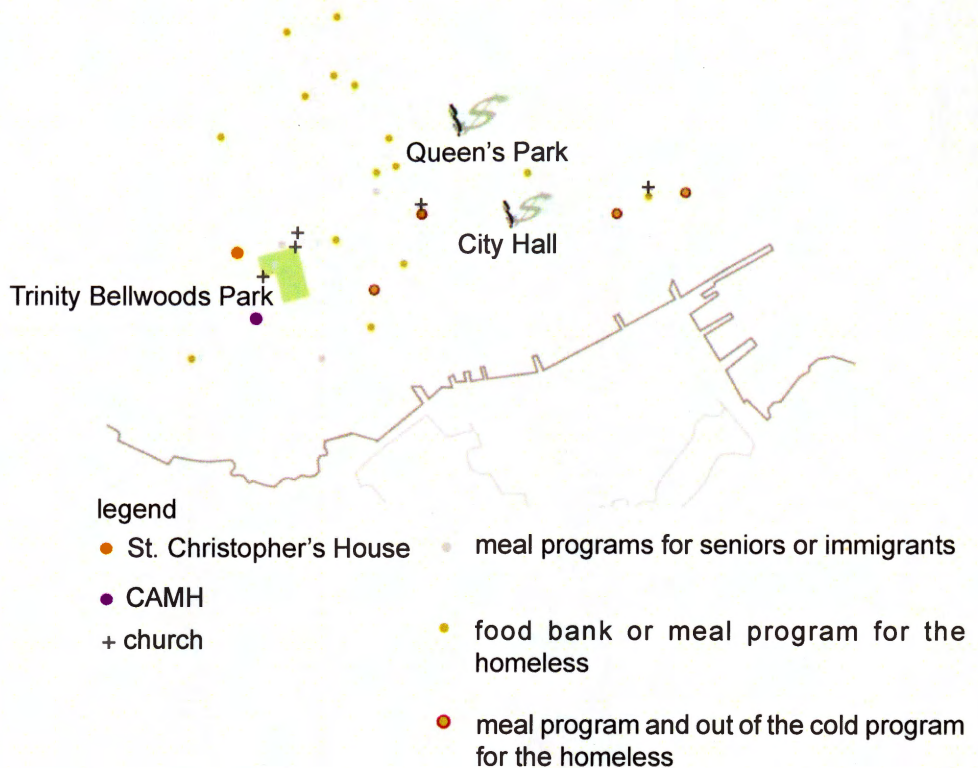 Queen's Park
City Hall
Trinity Bellwoods Park
legend
St. Christopher's House
CAMH
+ church
meal programs for seniors or immigrants
food bank or meal program for the
homeless
meal program and out of the cold program
for the homeless